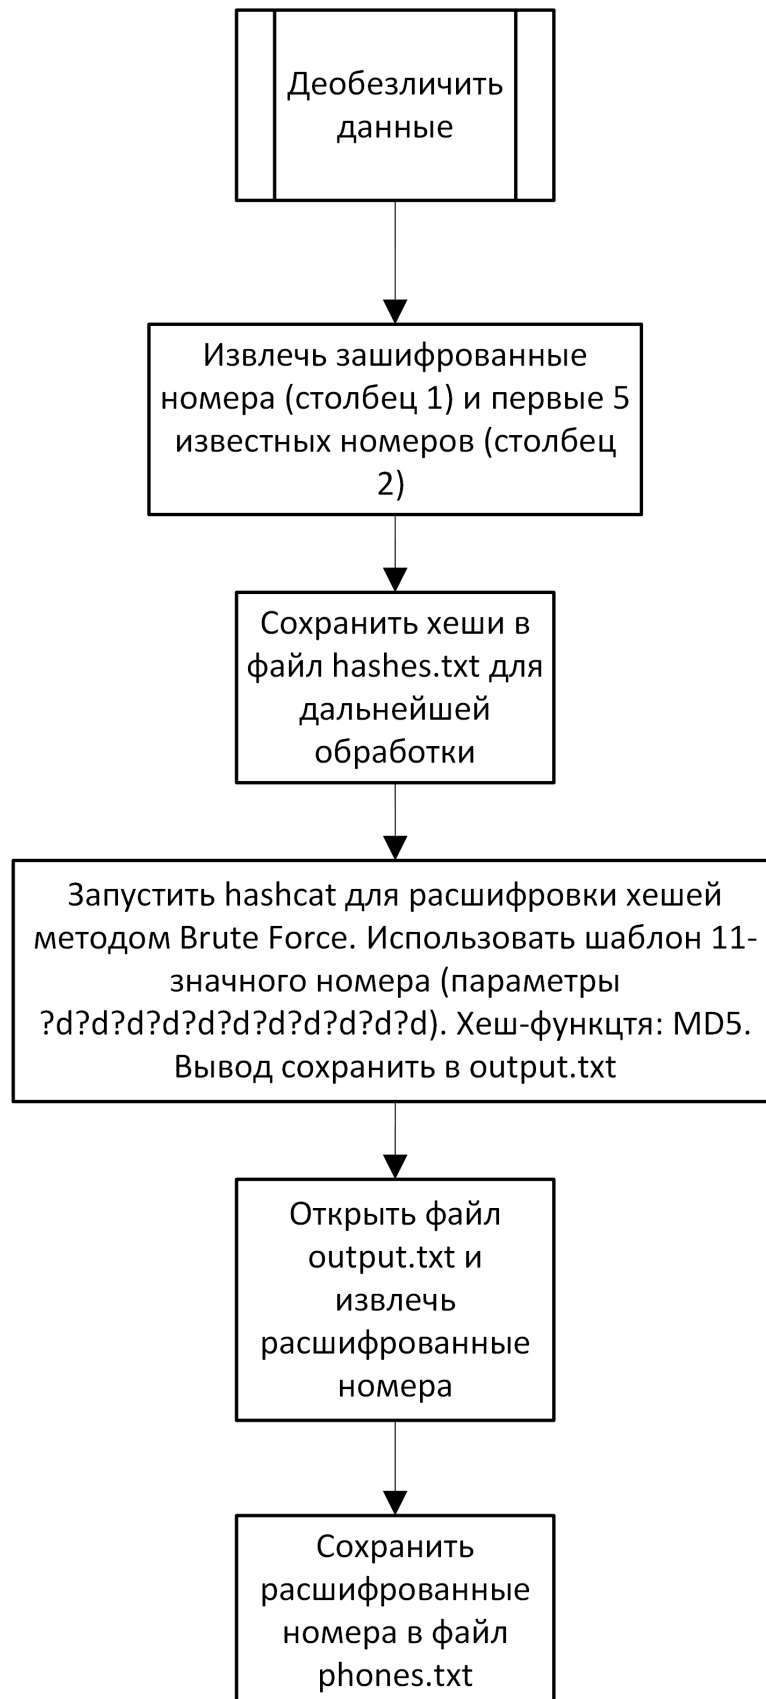 Деобезличить
данные
Извлечь зашифрованные
номера (столбец 1) и первые 5
известных номеров (столбец
2)
Сохранить хеши в
файл hashes.txt для
дальнейшей
обработки
Запустить hashcat для расшифровки хешей
методом Brute Force. Использовать шаблон 11-
значного номера (параметры
?d?d?d?d?d?d?d?d?d?d?d). Хеш-функцтя: MD5.
Вывод сохранить в output.txt
Открыть файл
output.txt и
извлечь
расшифрованные
номера
Сохранить
расшифрованные
номера в файл
phones.txt